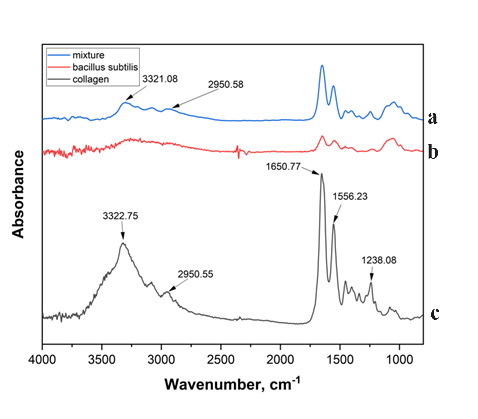 mixture
bacillus subtilis
collagen
3321.08
2950.58
a
b
1650.77
1556.23
3322.75
2950.55
1238.08
c
Absorbance
4000 3500 3000 2500 2000 1500 1000
Wavenumber, cm⁻¹